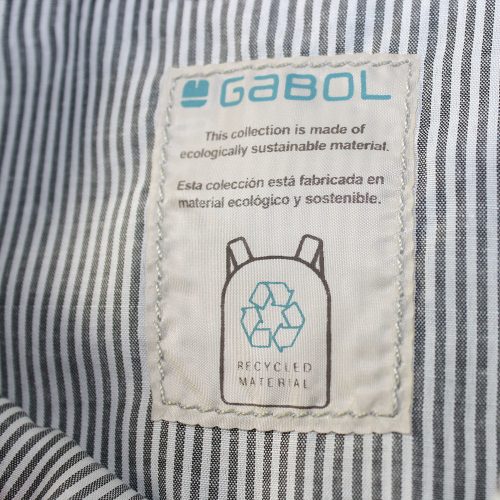 GABOL
This collection is made of
ecologically sustainable material.
Esta colección está fabricada en
material ecológico y sostenible.
RECYCLED
MATERIAL